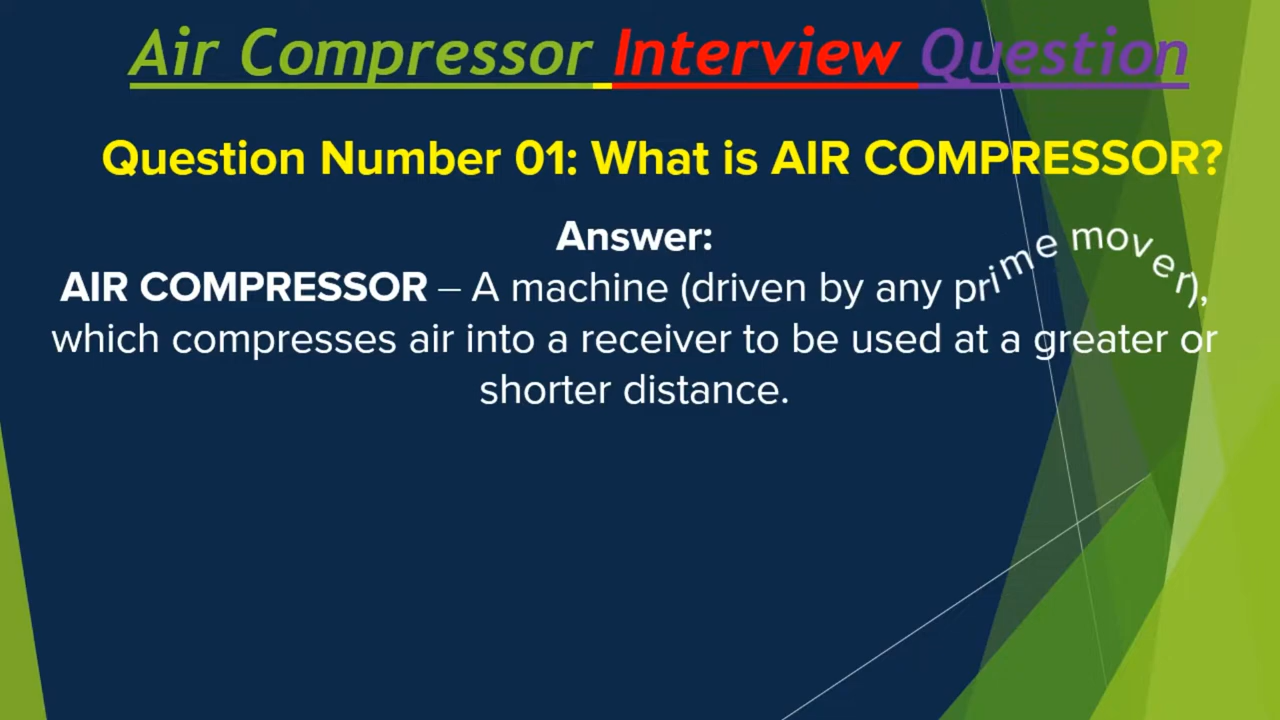 Air Compressor Interview Question
Question Number 01: What is AIR COMPRESSOR?
Answer:
AIR COMPRESSOR – A machine (driven by any prime mover),
which compresses air into a receiver to be used at a greater or
shorter distance.